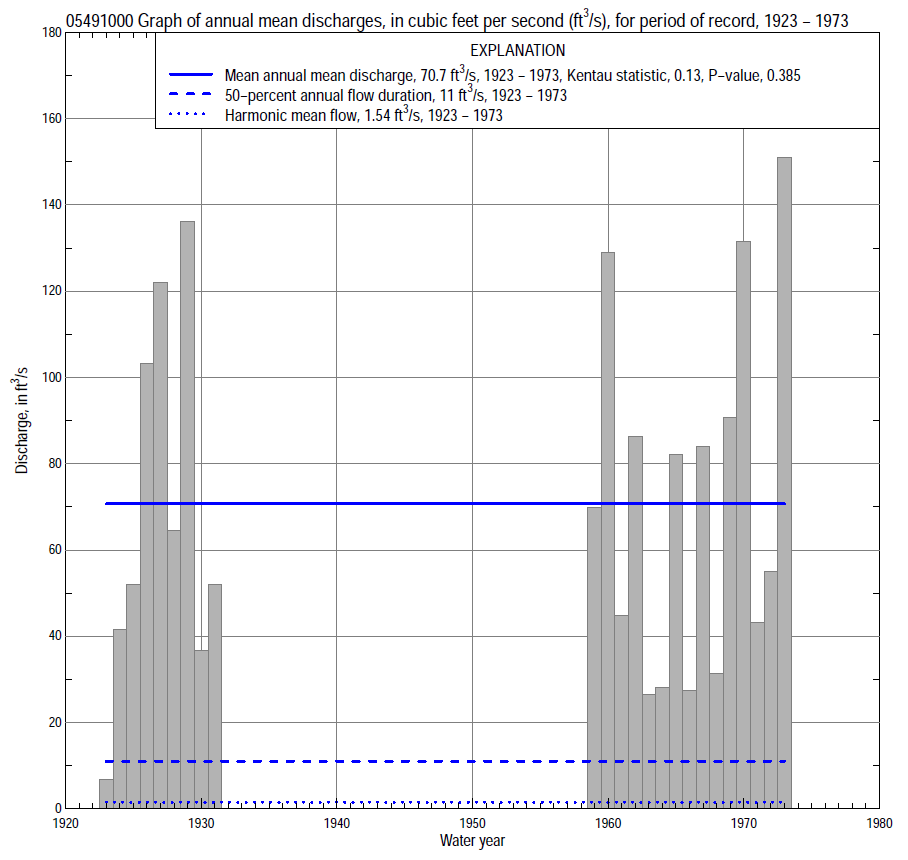 05491000 Graph of annual mean discharges, in cubic feet per second (ft³/s), for period of record, 1923 – 1973
EXPLANATION
Mean annual mean discharge, 70.7 ft³/s, 1923 – 1973, Kentau statistic, 0.13, P–value, 0.385
50–percent annual flow duration, 11 ft³/s, 1923 – 1973
Harmonic mean flow, 1.54 ft³/s, 1923 – 1973
180
160
140
120
100
80
60
40
20
0
Discharge, in ft³/s
1920 1930 1940 1950 1960 1970 1980
Water year